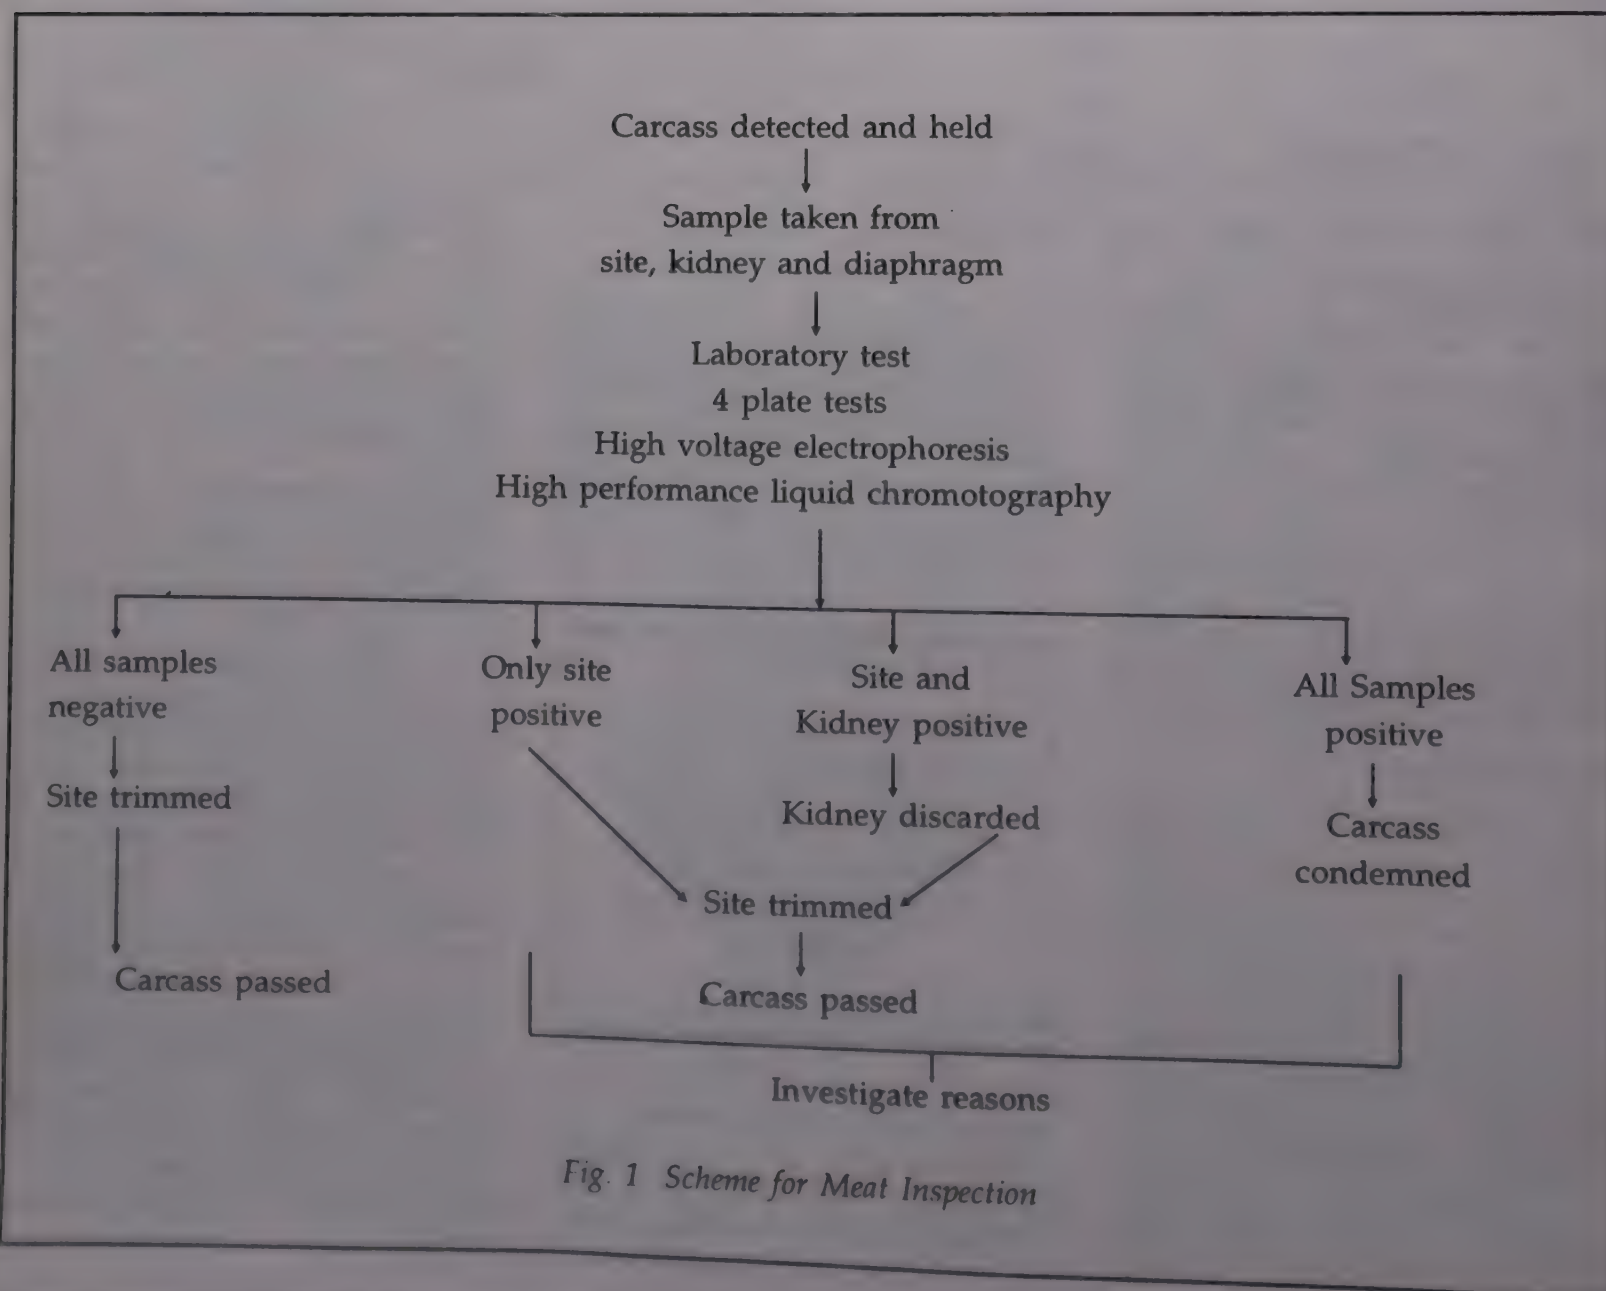 Carcass detected and held
Sample taken from
site, kidney and diaphragm
Laboratory test
4 plate tests
High voltage electrophoresis
High performance liquid chromotography
All samples
negative
Site trimmed
Carcass passed
Only site
positive
Site and
Kidney positive
Kidney discarded
Site trimmed
Carcass passed
All Samples
positive
Carcass
condemned
Investigate reasons
Fig. 1 Scheme for Meat Inspection